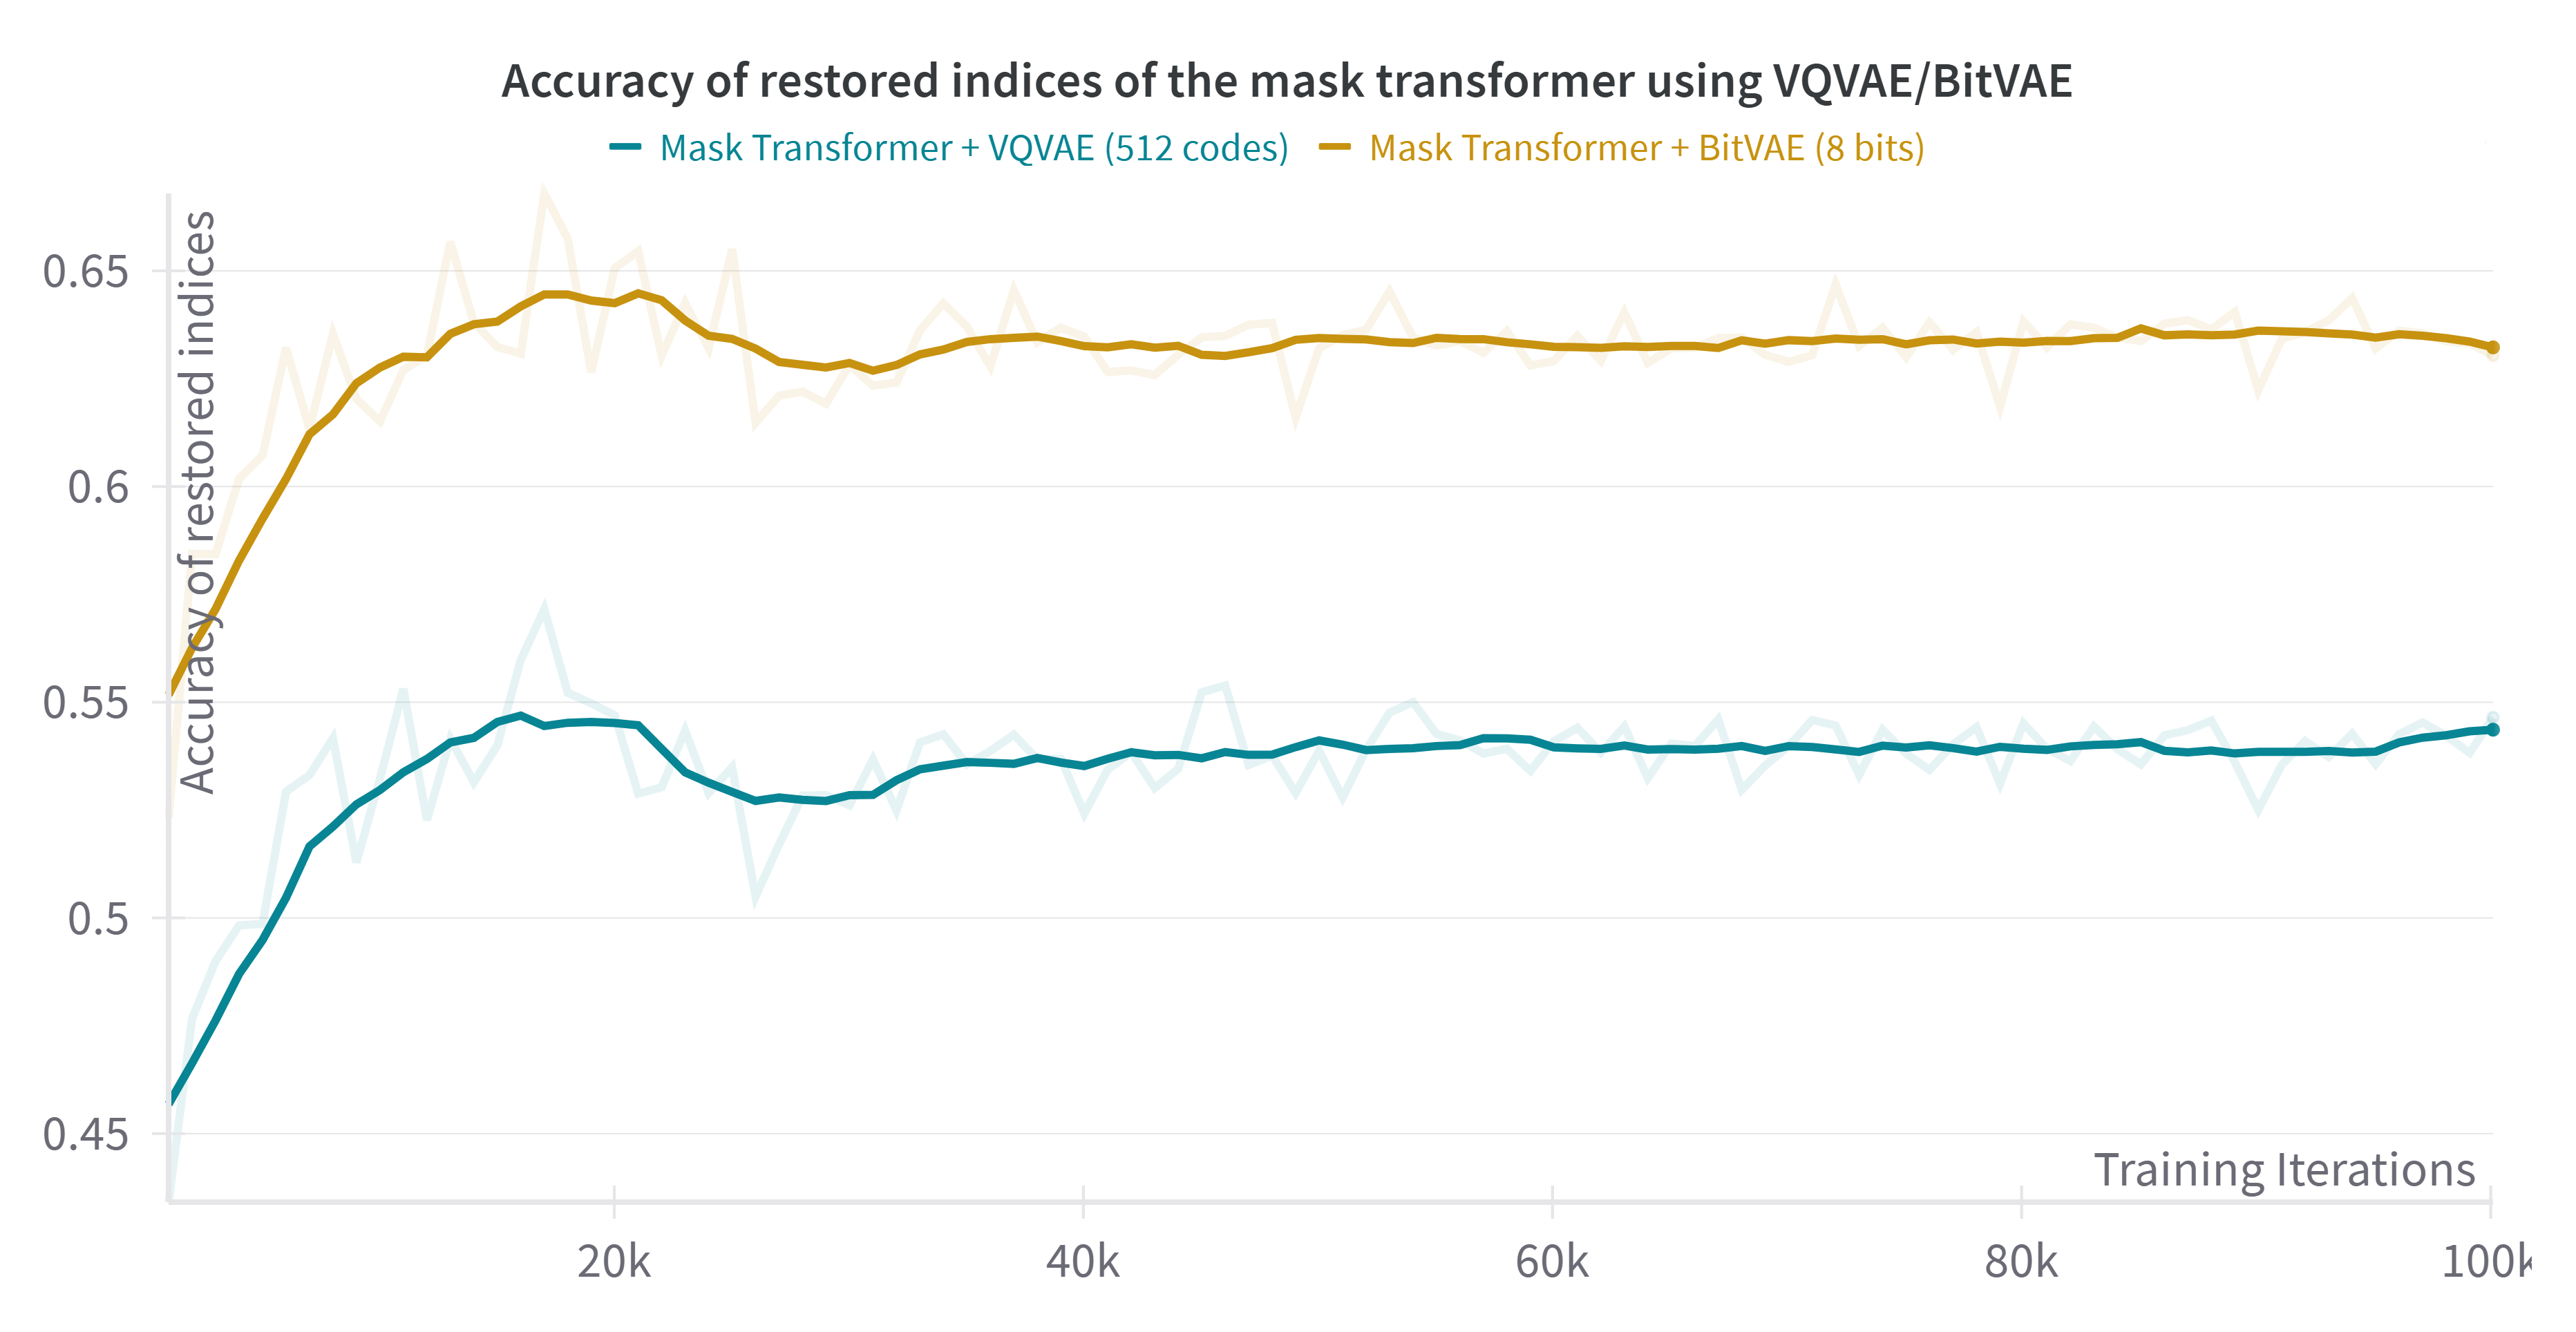 Accuracy of restored indices of the mask transformer using VQVAE/BitVAE
Mask Transformer + VQVAE (512 codes) Mask Transformer + BitVAE (8 bits)
Accuracy of restored indices
0.65
0.6
0.55
0.5
0.45
Training Iterations
20k 40k 60k 80k 100k